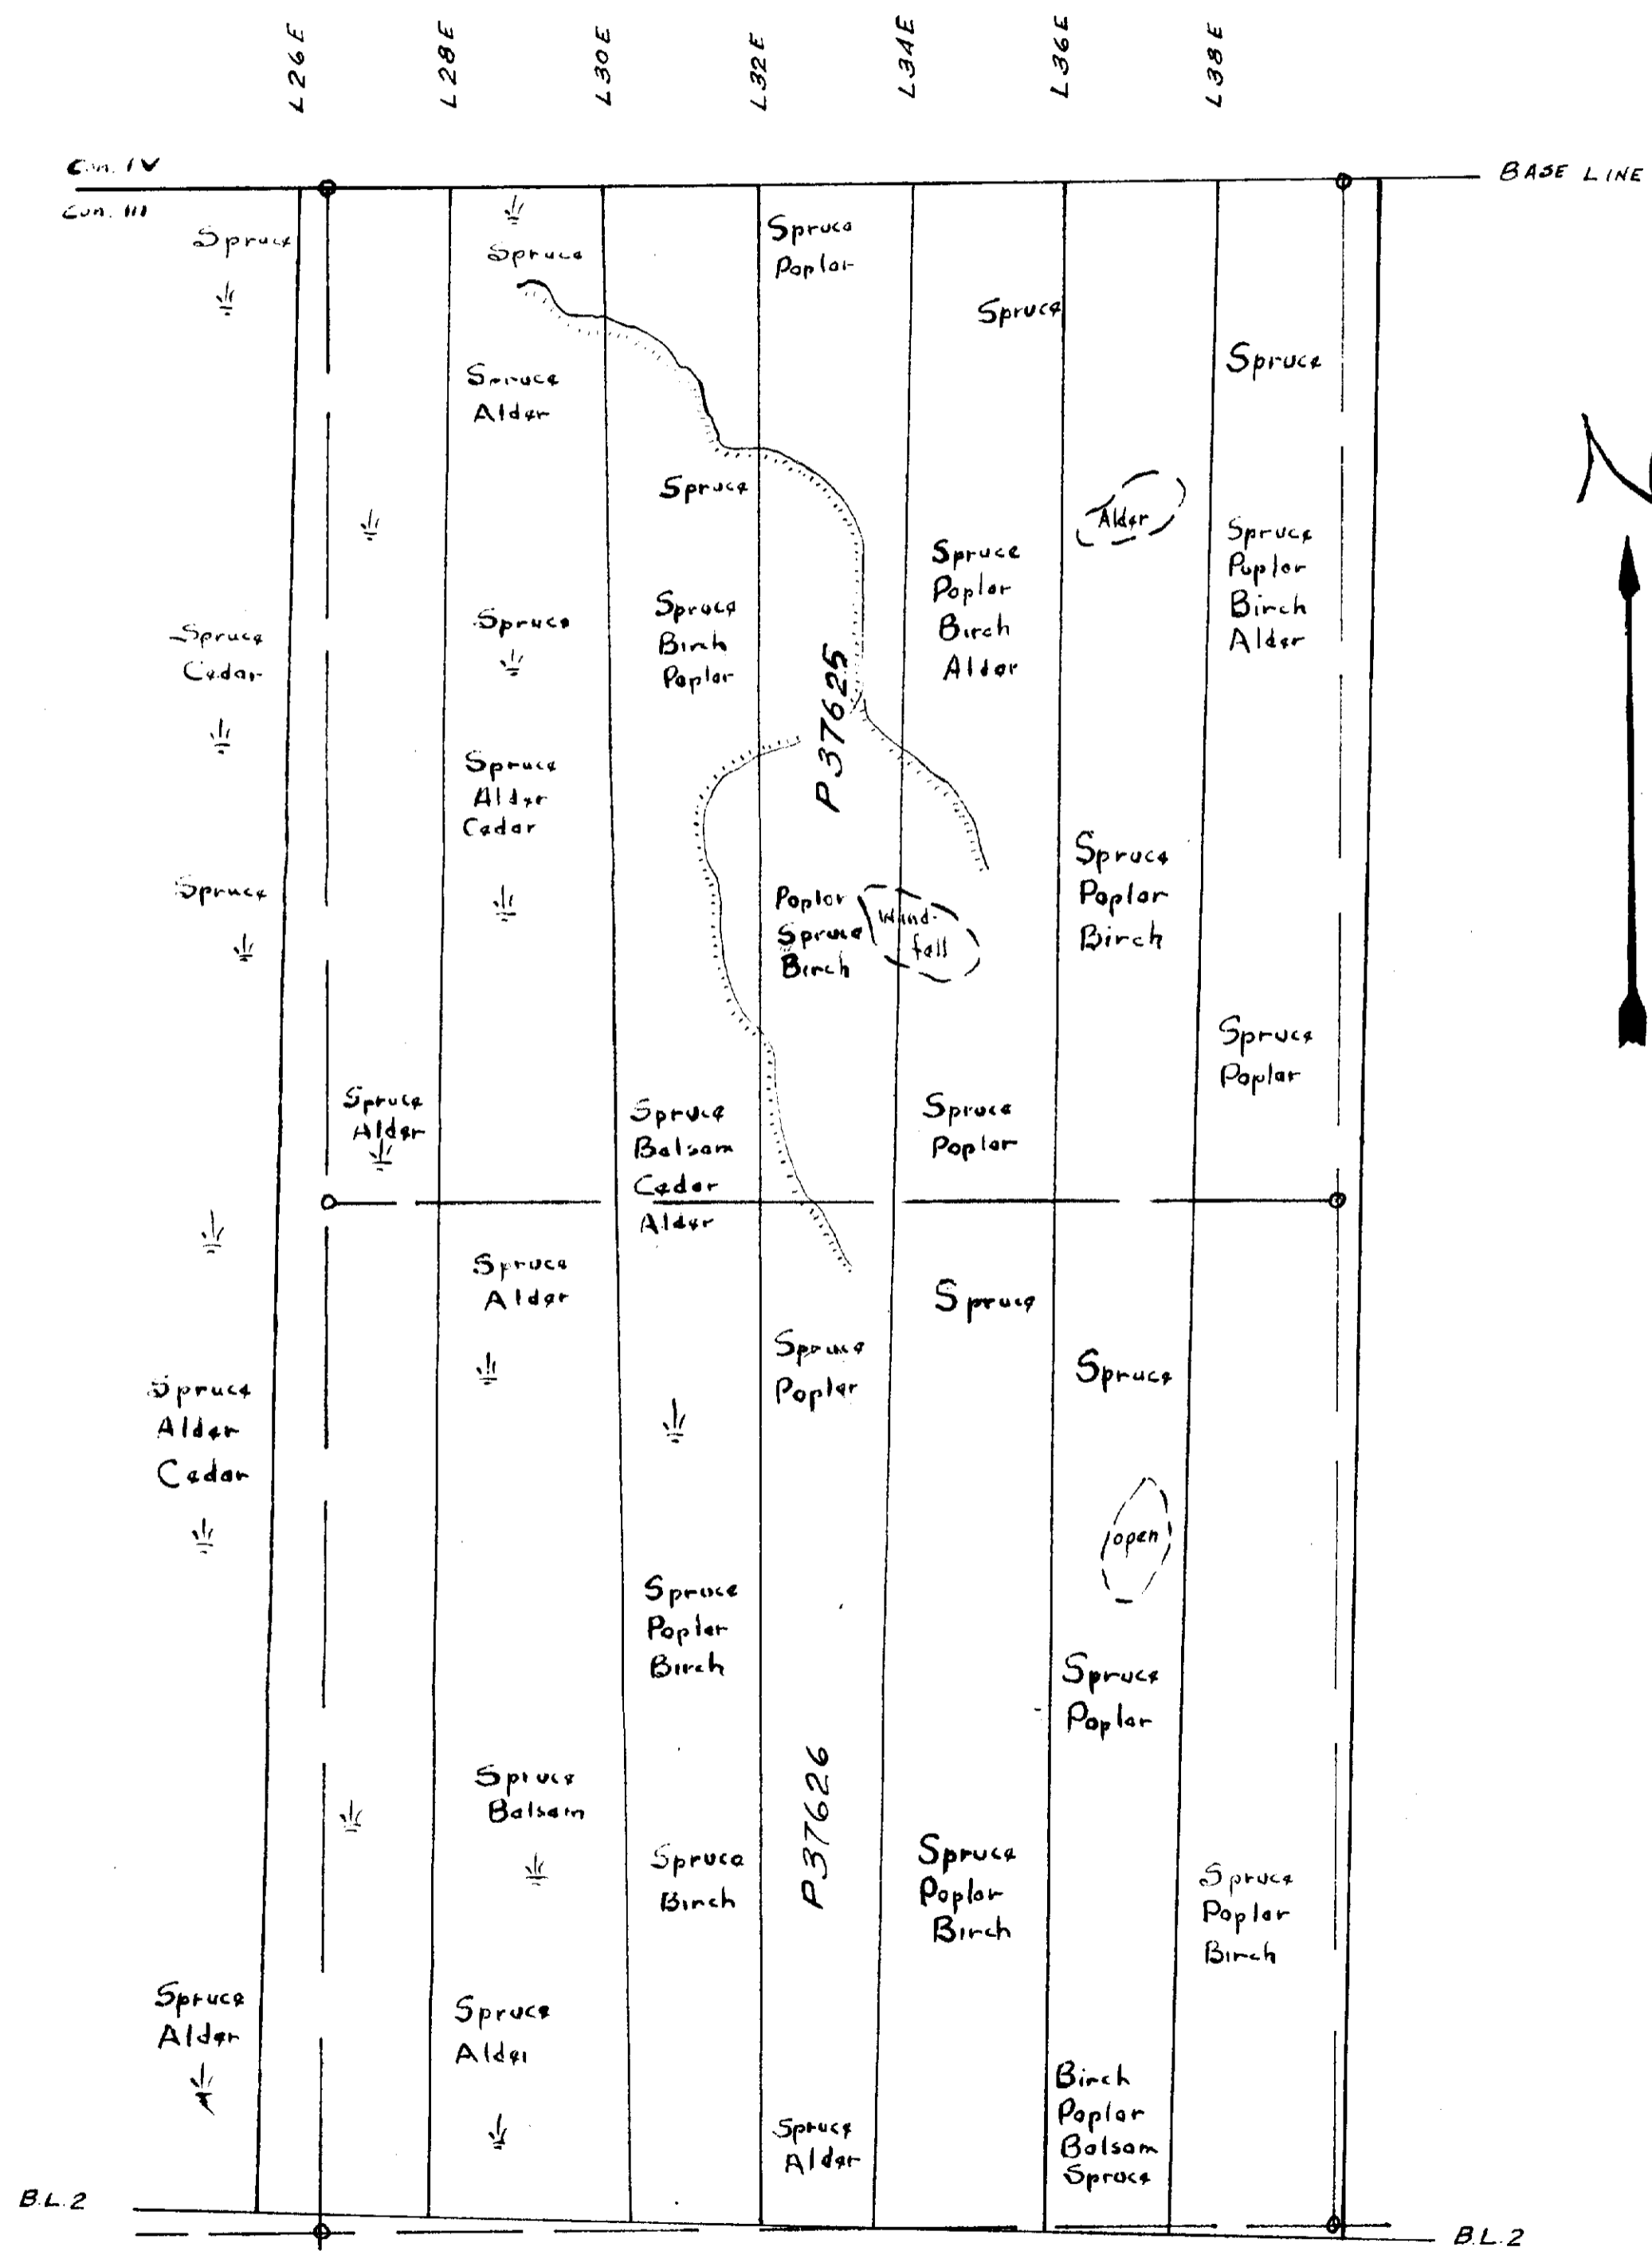 L26E
L28E
L30E
L32E
L34E
L36E
L38E
Con. IV
BASE LINE
Con. III
Spruce
Spruce
Spruce
Poplar
Spruce
Spruce
N
Spruce
Alder
Spruce
Alder
Spruce
Poplar
Birch
Alder
Spruce
Poplar
Birch
Alder
Spruce
Cedar
Spruce
Spruce
Birch
Poplar
P.37625
Spruce
Alder
Cedar
Spruce
Poplar
Spruce
Birch
Wind-
fall
Spruce
Poplar
Birch
Spruce
Poplar
Spruce
Alder
Spruce
Balsam
Cedar
Alder
Spruce
Poplar
Spruce
Alder
Spruce
Spruce
Poplar
Spruce
Spruce
Alder
Cedar
open
Spruce
Poplar
Birch
Spruce
Poplar
P.37626
Spruce
Balsam
Spruce
Birch
Spruce
Poplar
Birch
Spruce
Poplar
Birch
Spruce
Alder
Spruce
Alder
Spruce
Alder
Birch
Poplar
Balsam
Spruce
B.L.2
B.L.2